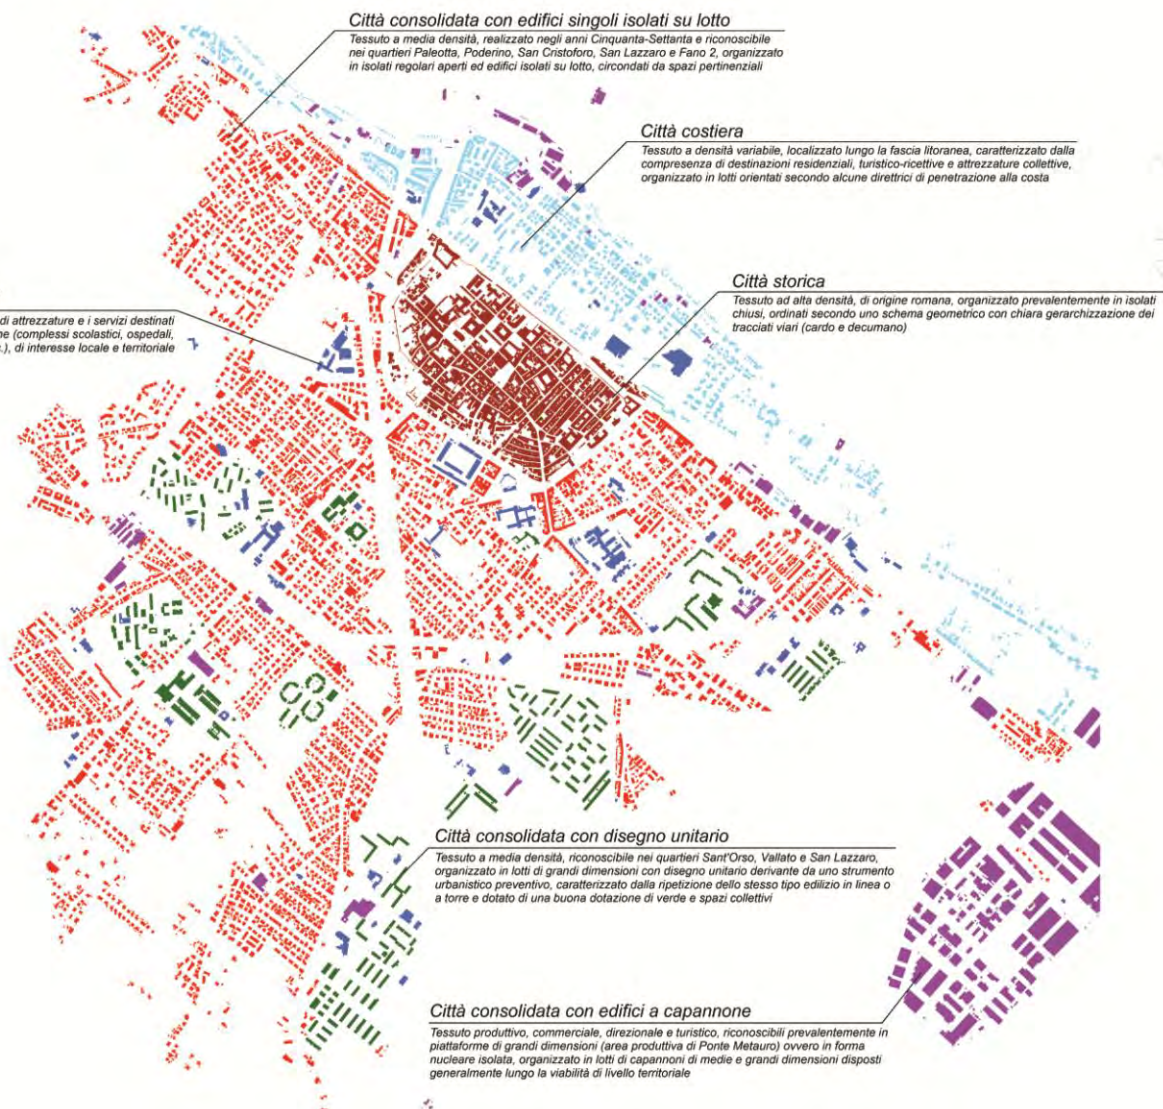 Città consolidata con edifici singoli isolati su lotto
Tessuto a media densità, realizzato negli anni Cinquanta-Settanta e riconoscibile
nei quartieri Paleotta, Poderino, San Cristoforo, San Lazzaro e Fano 2, organizzato
in isolati regolari aperti ed edifici isolati su lotto, circondati da spazi pertinenziali
Città costiera
Tessuto a densità variabile, localizzato lungo la fascia litoranea, caratterizzato dalla
compresenza di destinazioni residenziali, turistico-ricettive e attrezzature collettive,
organizzato in lotti orientati secondo alcune direttrici di penetrazione alla costa
Città storica
Tessuto ad alta densità, di origine romana, organizzato prevalentemente in isolati
chiusi, ordinati secondo uno schema geometrico con chiara gerarchizzazione dei
tracciati viari (cardo e decumano)
di attrezzature e i servizi destinati
ne (complessi scolastici, ospedali,
.), di interesse locale e territoriale
Città consolidata con disegno unitario
Tessuto a media densità, riconoscibile nei quartieri Sant'Orso, Vallato e San Lazzaro,
organizzato in lotti di grandi dimensioni con disegno unitario derivante da uno strumento
urbanistico preventivo, caratterizzato dalla ripetizione dello stesso tipo edilizio in linea o
a torre e dotato di una buona dotazione di verde e spazi collettivi
Città consolidata con edifici a capannone
Tessuto produttivo, commerciale, direzionale e turistico, riconoscibili prevalentemente in
piattaforme di grandi dimensioni (area produttiva di Ponte Metauro) ovvero in forma
nucleare isolata, organizzato in lotti di capannoni di medie e grandi dimensioni disposti
generalmente lungo la viabilità di livello territoriale